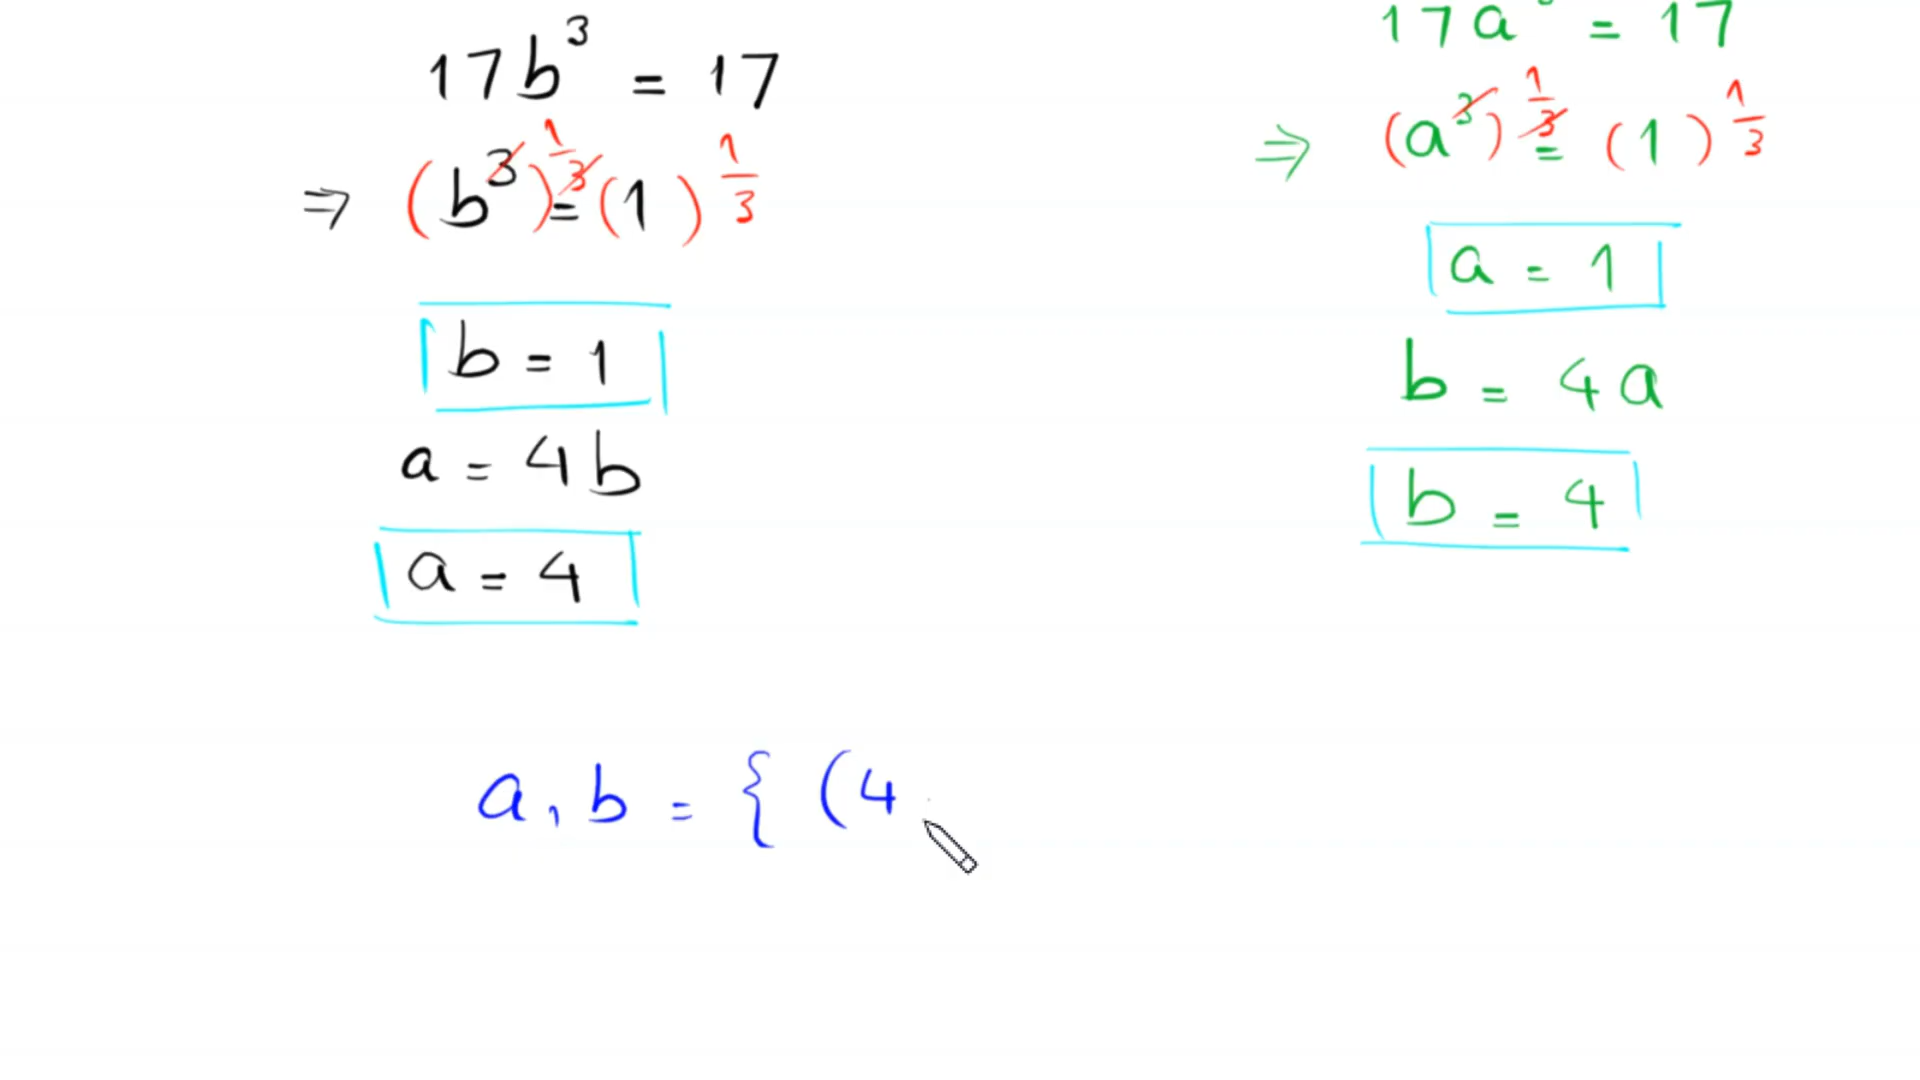 17b³ = 17
⇒ (b³)^1/3 = (1)^1/3
b = 1
a = 4b
a = 4
17a³ = 17
⇒ (a³)^1/3 = (1)^1/3
a = 1
b = 4a
b = 4
a, b = { (4